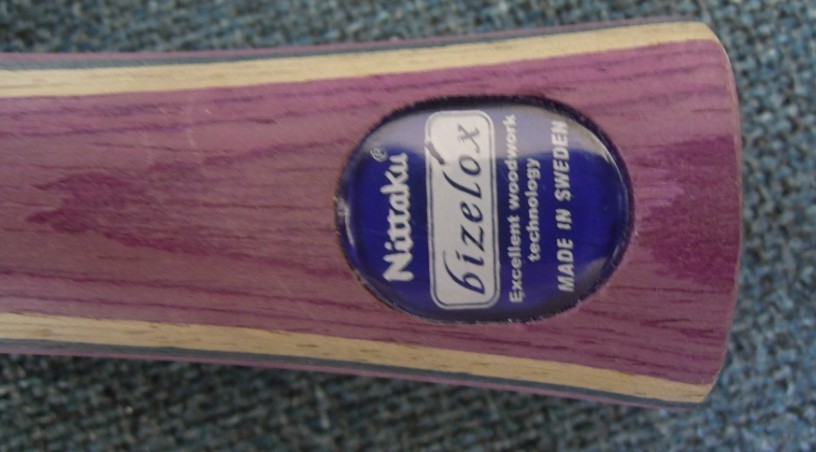 Nittaku®
bizelox
Excellent woodwork
technology
MADE IN SWEDEN